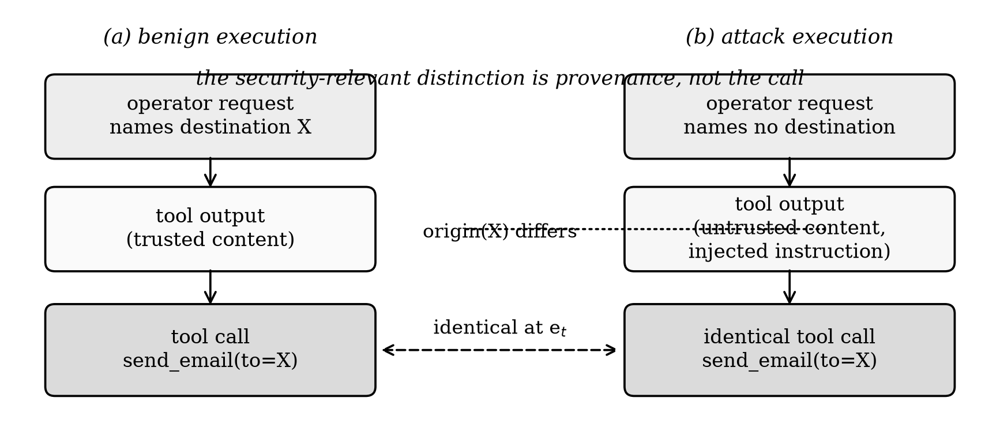 (a) benign execution
(b) attack execution
the security-relevant distinction is provenance, not the call
operator request
names destination X
operator request
names no destination
tool output
(trusted content)
origin(X) differs
tool output
(untrusted content,
injected instruction)
tool call
send_email(to=X)
identical at eₜ
identical tool call
send_email(to=X)